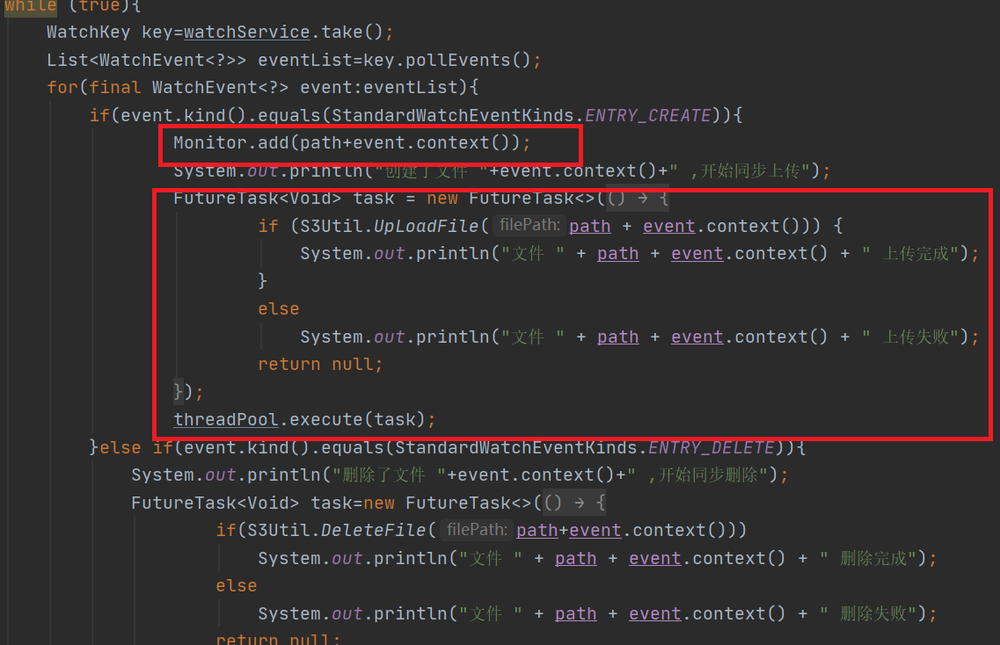 while (true){
WatchKey key=watchService.take();
List<WatchEvent<?>> eventList=key.pollEvents();
for(final WatchEvent<?> event:eventList){
if(event.kind().equals(StandardWatchEventKinds.ENTRY_CREATE)){
Monitor.add(path+event.context());
System.out.println("创建了文件 "+event.context()+" ,开始同步上传");
FutureTask<Void> task = new FutureTask<>(() → {
if (S3Util.UpLoadFile( filePath: path + event.context())) {
System.out.println("文件 " + path + event.context() + " 上传完成");
}
else
System.out.println("文件 " + path + event.context() + " 上传失败");
return null;
});
threadPool.execute(task);
}else if(event.kind().equals(StandardWatchEventKinds.ENTRY_DELETE)){
System.out.println("删除了文件 "+event.context()+" ,开始同步删除");
FutureTask<Void> task=new FutureTask<>(() → {
if(S3Util.DeleteFile( filePath: path+event.context()))
System.out.println("文件 " + path + event.context() + " 删除完成");
else
System.out.println("文件 " + path + event.context() + " 删除失败");
return null;